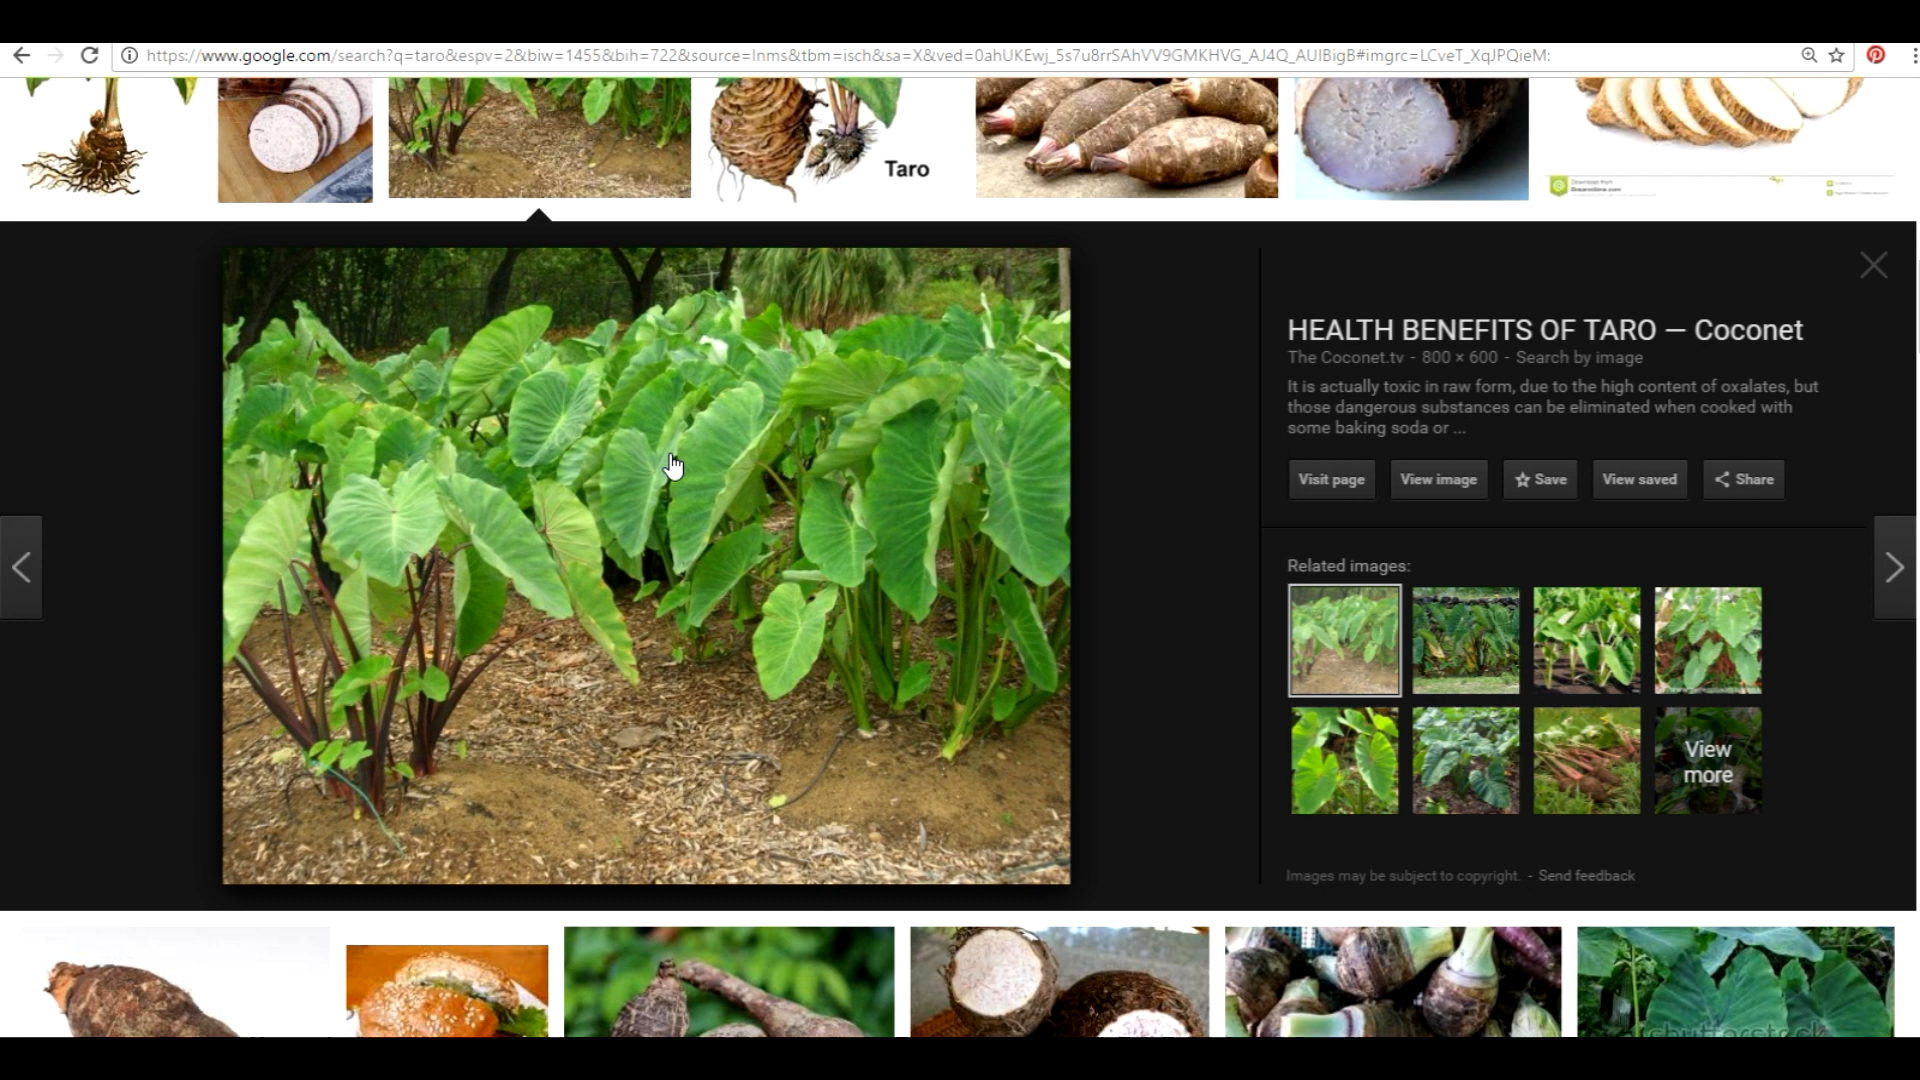 https://www.google.com/search?q=taro&espv=2&biw=1455&bih=722&source=lnms&tbm=isch&sa=X&ved=0ahUKEwj_5s7u8rrSAhVV9GMKHVG_AJ4Q_AUIBigB#imgrc=LCveT_XqJPQieM:
Taro
HEALTH BENEFITS OF TARO — Coconet
The Coconet.tv - 800 × 600 - Search by image
It is actually toxic in raw form, due to the high content of oxalates, but
those dangerous substances can be eliminated when cooked with
some baking soda or ...
Visit page View image Save View saved Share
Related images:
View
more
Images may be subject to copyright. - Send feedback